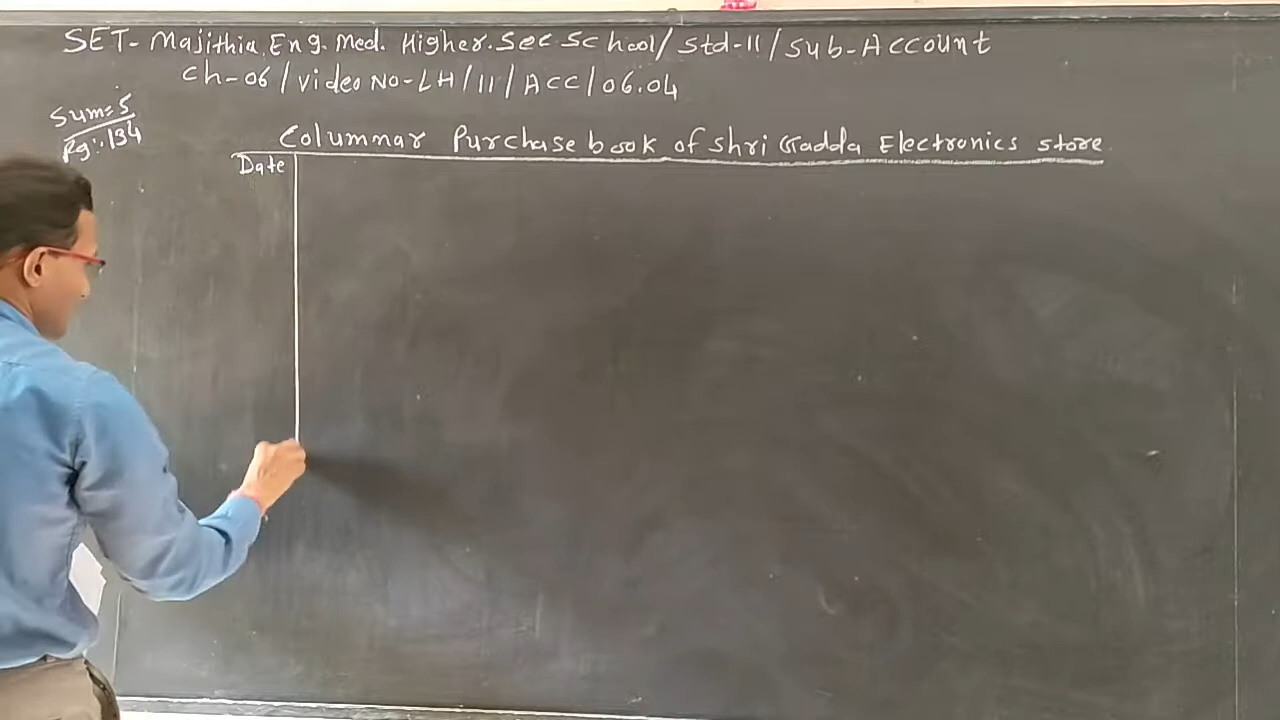 SET- Majithia Eng. Med. Higher. Sec School/ Std-11/ Sub-Account
Ch-06 / Video No-LH/11/ACC/06.04
Sum:5
Pg:.134
Columnar Purchase book of Shri Gadda Electronics store
Date